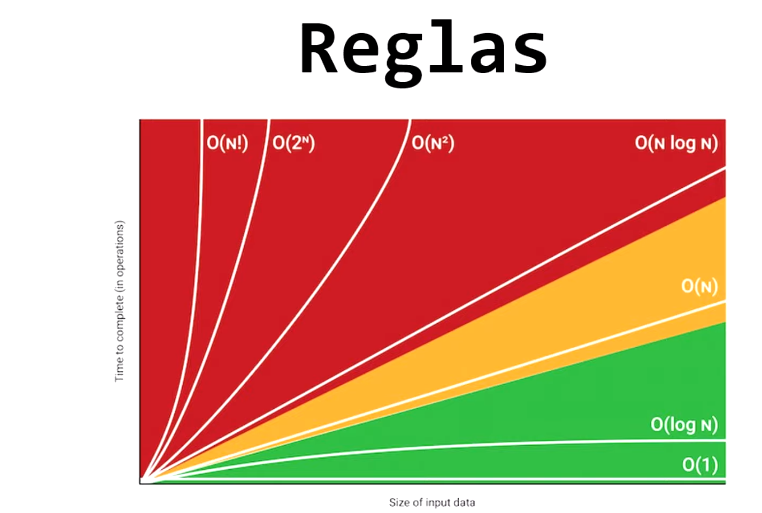 Reglas
O(N!)
O(2ᴺ)
O(N²)
O(N log N)
O(N)
O(log N)
O(1)
Time to complete (in operations)
Size of input data